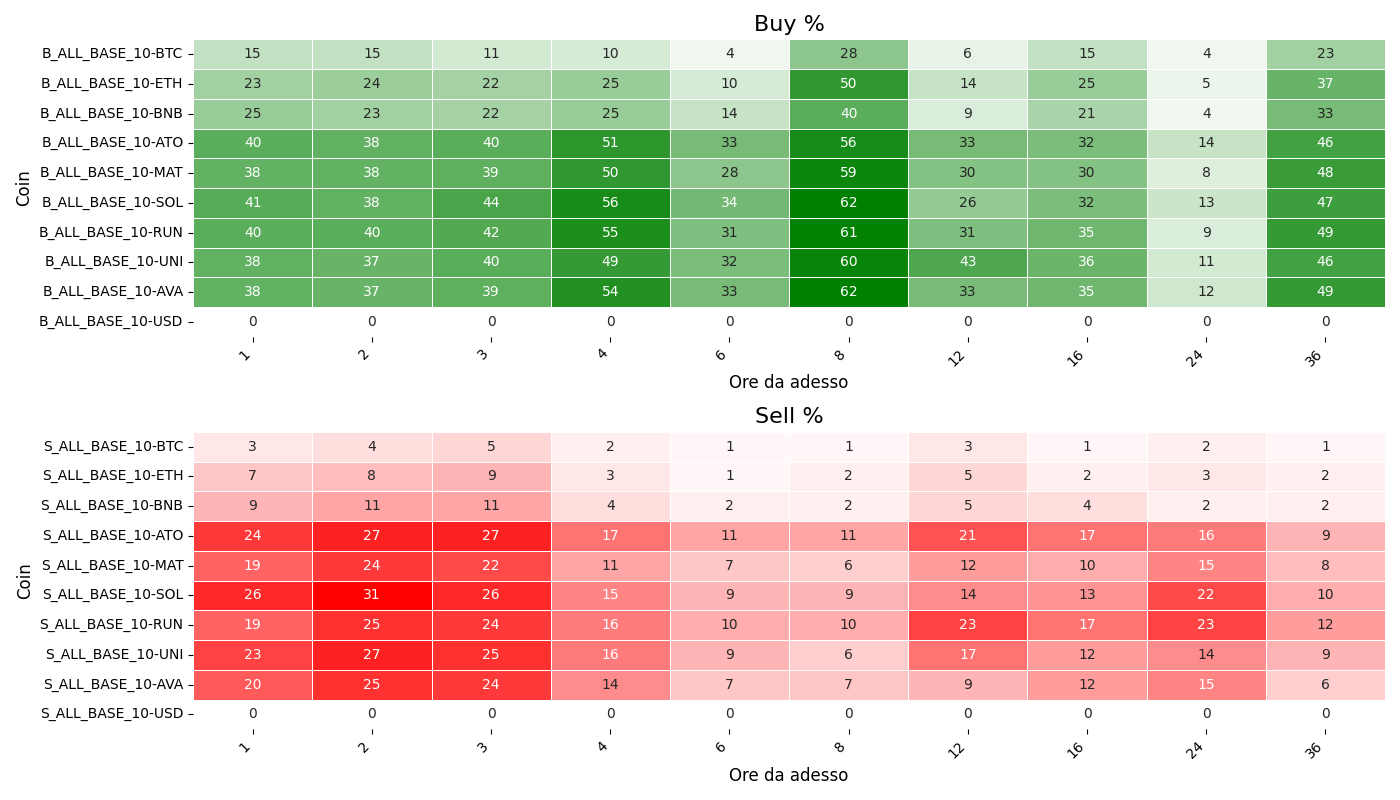 Buy %
Coin
B_ALL_BASE_10-BTC 15 15 11 10 4 28 6 15 4 23
B_ALL_BASE_10-ETH 23 24 22 25 10 50 14 25 5 37
B_ALL_BASE_10-BNB 25 23 22 25 14 40 9 21 4 33
B_ALL_BASE_10-ATO 40 38 40 51 33 56 33 32 14 46
B_ALL_BASE_10-MAT 38 38 39 50 28 59 30 30 8 48
B_ALL_BASE_10-SOL 41 38 44 56 34 62 26 32 13 47
B_ALL_BASE_10-RUN 40 40 42 55 31 61 31 35 9 49
B_ALL_BASE_10-UNI 38 37 40 49 32 60 43 36 11 46
B_ALL_BASE_10-AVA 38 37 39 54 33 62 33 35 12 49
B_ALL_BASE_10-USD 0 0 0 0 0 0 0 0 0 0
1 2 3 4 6 8 12 16 24 36
Ore da adesso
Sell %
Coin
S_ALL_BASE_10-BTC 3 4 5 2 1 1 3 1 2 1
S_ALL_BASE_10-ETH 7 8 9 3 1 2 5 2 3 2
S_ALL_BASE_10-BNB 9 11 11 4 2 2 5 4 2 2
S_ALL_BASE_10-ATO 24 27 27 17 11 11 21 17 16 9
S_ALL_BASE_10-MAT 19 24 22 11 7 6 12 10 15 8
S_ALL_BASE_10-SOL 26 31 26 15 9 9 14 13 22 10
S_ALL_BASE_10-RUN 19 25 24 16 10 10 23 17 23 12
S_ALL_BASE_10-UNI 23 27 25 16 9 6 17 12 14 9
S_ALL_BASE_10-AVA 20 25 24 14 7 7 9 12 15 6
S_ALL_BASE_10-USD 0 0 0 0 0 0 0 0 0 0
1 2 3 4 6 8 12 16 24 36
Ore da adesso